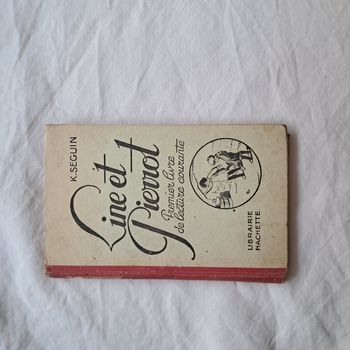 K. SEGUIN
Line et
Pierrot
Premier livre
de lecture courante
LIBRAIRIE
HACHETTE